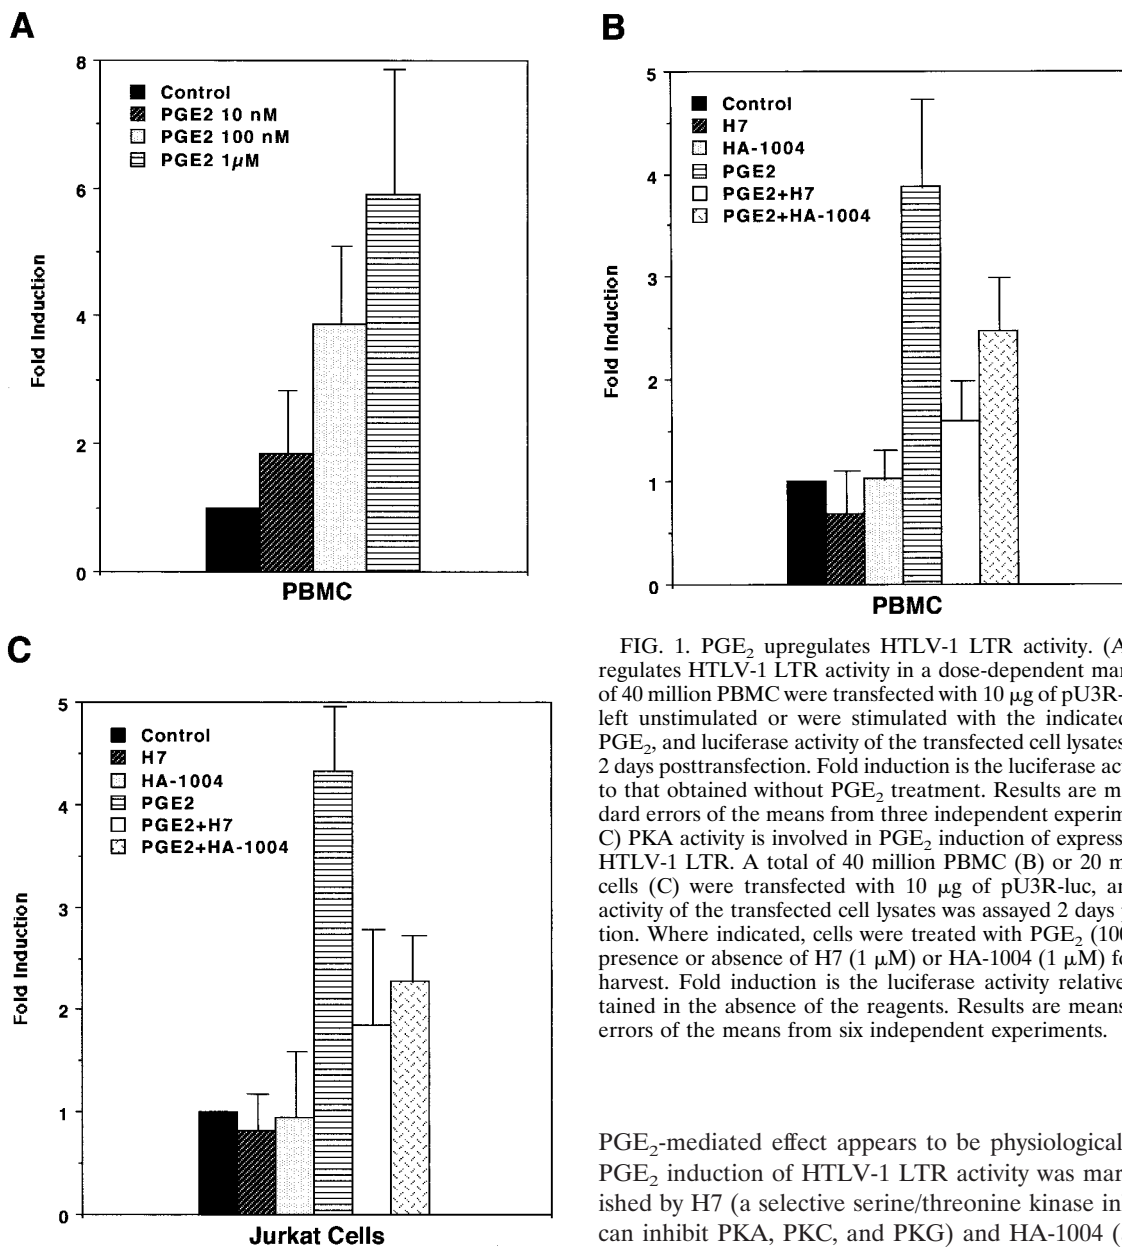 A
8
6
4
2
0
Fold Induction
Control
PGE2 10 nM
PGE2 100 nM
PGE2 1µM
PBMC
B
5
4
3
2
1
0
Fold Induction
Control
H7
HA-1004
PGE2
PGE2+H7
PGE2+HA-1004
PBMC
C
5
4
3
2
1
0
Fold Induction
Control
H7
HA-1004
PGE2
PGE2+H7
PGE2+HA-1004
Jurkat Cells
FIG. 1. PGE₂ upregulates HTLV-1 LTR activity. (A
regulates HTLV-1 LTR activity in a dose-dependent mar
of 40 million PBMC were transfected with 10 μg of pU3R-
left unstimulated or were stimulated with the indicated
PGE₂, and luciferase activity of the transfected cell lysates
2 days posttransfection. Fold induction is the luciferase act
to that obtained without PGE₂ treatment. Results are m
dard errors of the means from three independent experim
C) PKA activity is involved in PGE₂ induction of express
HTLV-1 LTR. A total of 40 million PBMC (B) or 20 m
cells (C) were transfected with 10 μg of pU3R-luc, an
activity of the transfected cell lysates was assayed 2 days
tion. Where indicated, cells were treated with PGE₂ (100
presence or absence of H7 (1 μM) or HA-1004 (1 μM) fo
harvest. Fold induction is the luciferase activity relative
tained in the absence of the reagents. Results are means
errors of the means from six independent experiments.
PGE₂-mediated effect appears to be physiological
PGE₂ induction of HTLV-1 LTR activity was mar
ished by H7 (a selective serine/threonine kinase in
can inhibit PKA, PKC, and PKG) and HA-1004 (